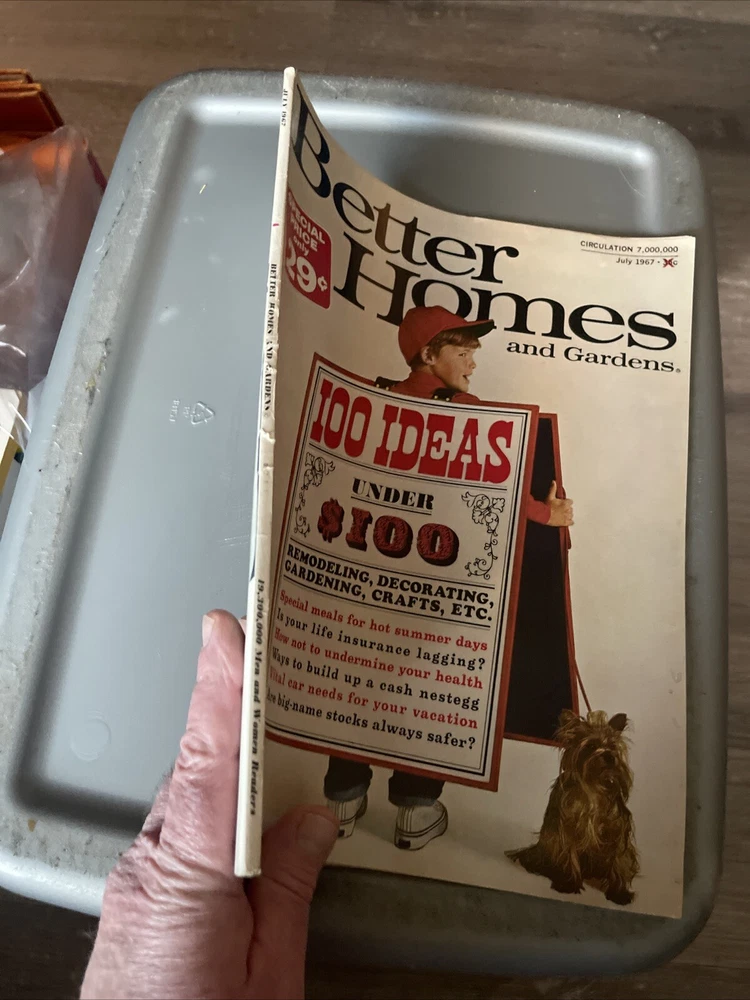 JULY 1967
BETTER HOMES AND GARDENS
19,300,000 Men and Women Readers
Better
Homes
and Gardens®
CIRCULATION 7,000,000
July 1967 •
SPECIAL
PRICE
only
29¢
100 IDEAS
UNDER
$100
REMODELING, DECORATING,
GARDENING, CRAFTS, ETC.
Special meals for hot summer days
Is your life insurance lagging?
How not to undermine your health
Ways to build up a cash nestegg
Vital car needs for your vacation
Are big-name stocks always safer?